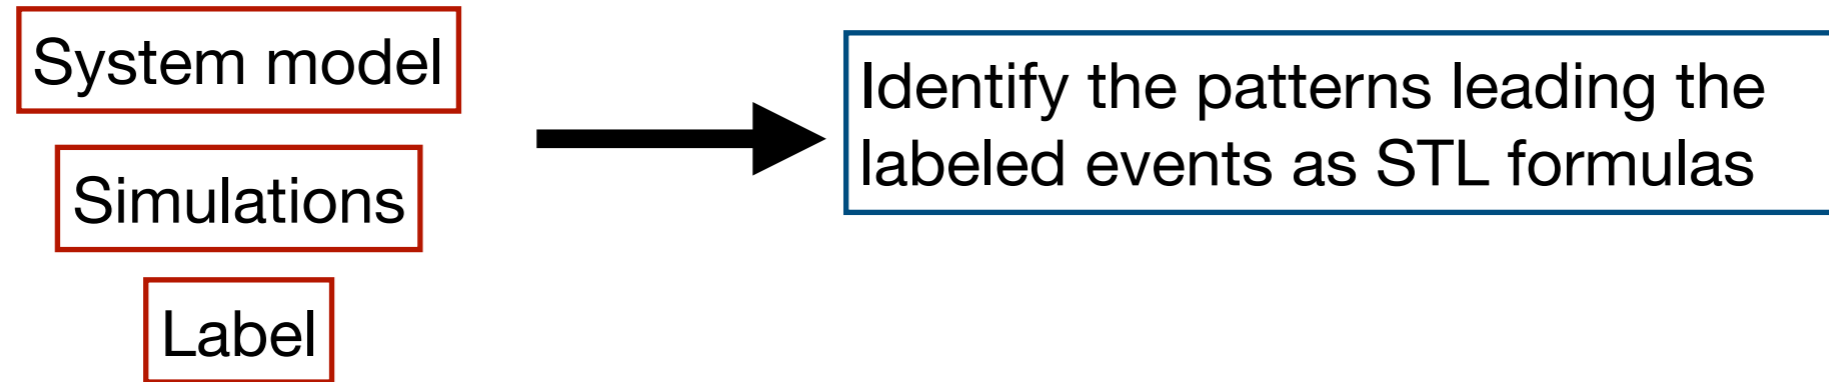 System model
Simulations
Label
Identify the patterns leading the
labeled events as STL formulas